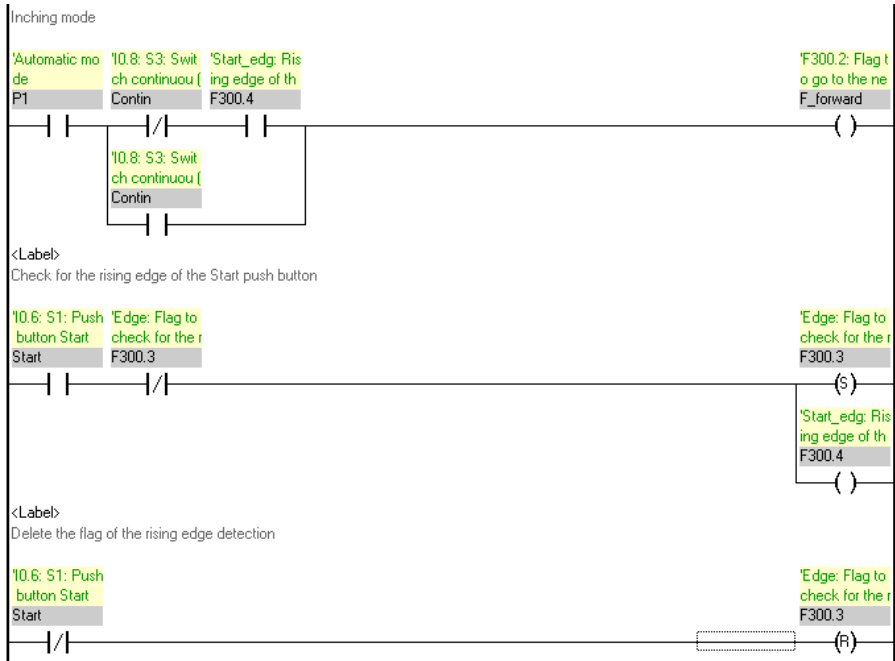 Inching mode
'Automatic mo
de
P1
'I0.8: S3: Swit
ch continuou (
Contin
'Start_edg: Ris
ing edge of th
F300.4
'F300.2: Flag t
o go to the ne
F_forward
'I0.8: S3: Swit
ch continuou (
Contin
<Label>
Check for the rising edge of the Start push button
'I0.6: S1: Push
button Start
Start
'Edge: Flag to
check for the r
F300.3
'Edge: Flag to
check for the r
F300.3
S
'Start_edg: Ris
ing edge of th
F300.4
<Label>
Delete the flag of the rising edge detection
'I0.6: S1: Push
button Start
Start
'Edge: Flag to
check for the r
F300.3
R